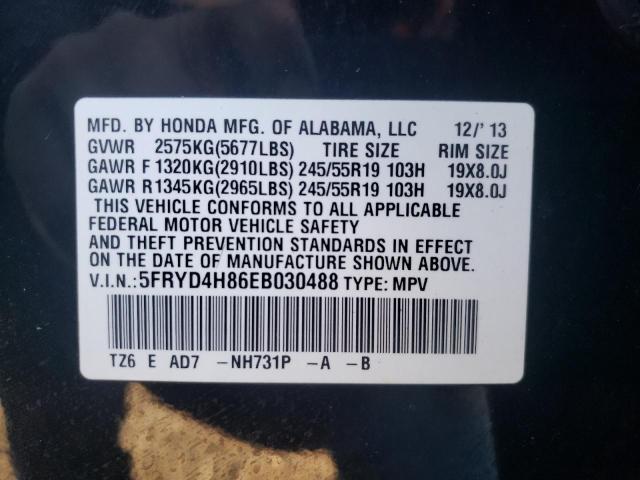 MFD. BY HONDA MFG. OF ALABAMA, LLC 12/'13
GVWR 2575KG(5677LBS) TIRE SIZE RIM SIZE
GAWR F1320KG(2910LBS) 245/55R19 103H 19X8.0J
GAWR R1345KG(2965LBS) 245/55R19 103H 19X8.0J
THIS VEHICLE CONFORMS TO ALL APPLICABLE
FEDERAL MOTOR VEHICLE SAFETY
AND THEFT PREVENTION STANDARDS IN EFFECT
ON THE DATE OF MANUFACTURE SHOWN ABOVE.
V.I.N.:5FRYD4H86EB030488 TYPE: MPV
TZ6 E AD7 -NH731P -A -B